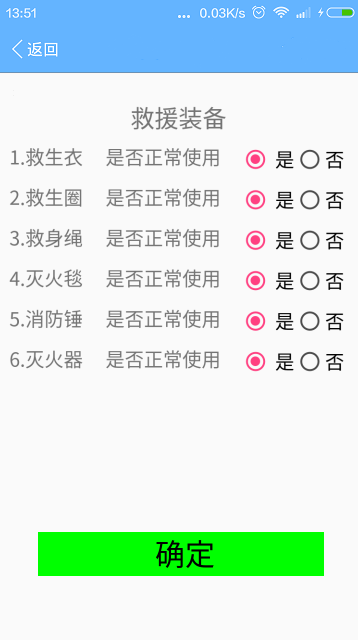 13:51 ... 0.03K/s
返回
救援装备
1.救生衣 是否正常使用 是 否
2.救生圈 是否正常使用 是 否
3.救身绳 是否正常使用 是 否
4.灭火毯 是否正常使用 是 否
5.消防锤 是否正常使用 是 否
6.灭火器 是否正常使用 是 否
确定